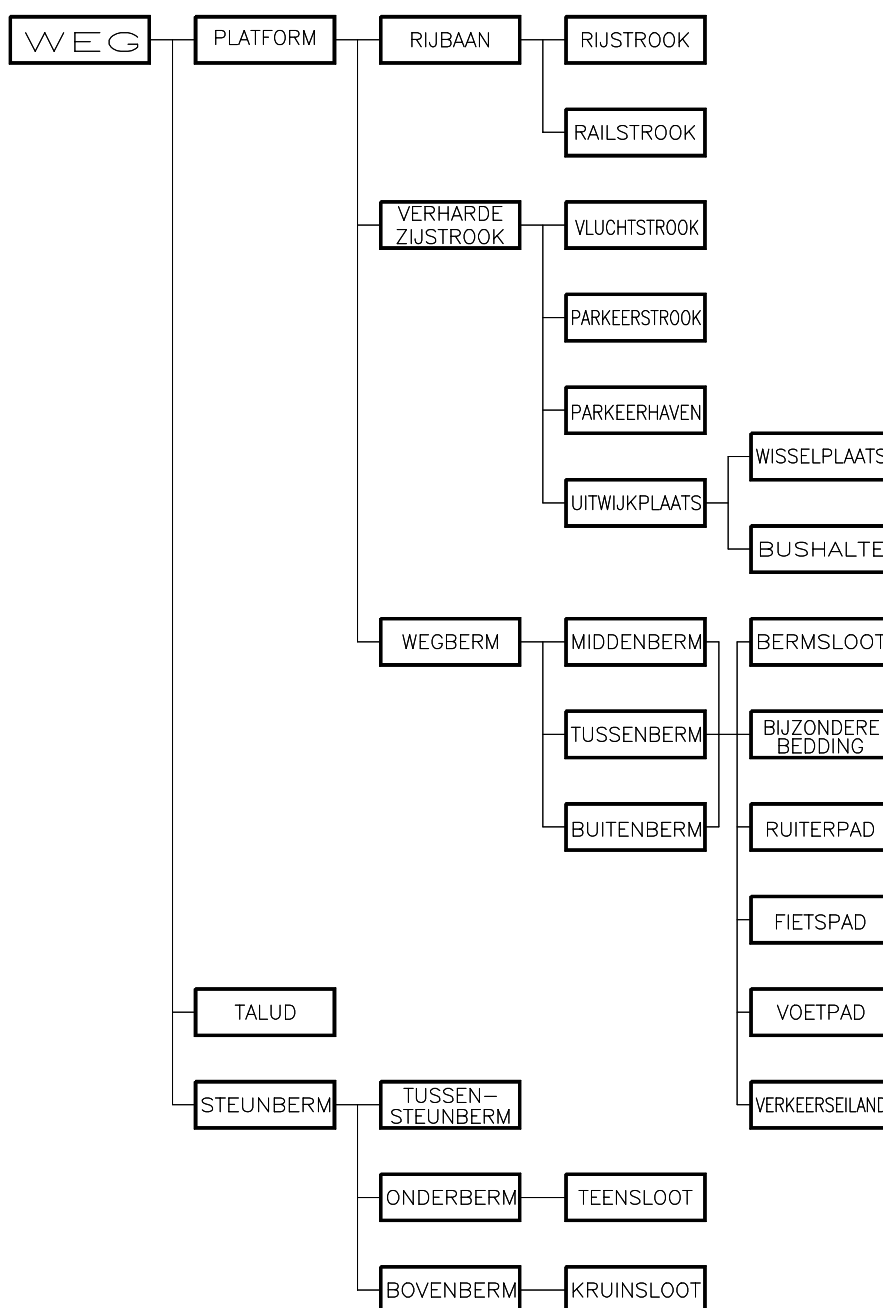 WEG
PLATFORM
RIJBAAN
RIJSTROOK
RAILSTROOK
VERHARDE
ZIJSTROOK
VLUCHTSTROOK
PARKEERSTROOK
PARKEERHAVEN
WISSELPLAATS
UITWIJKPLAATS
BUSHALTE
WEGBERM
MIDDENBERM
BERMSLOOT
TUSSENBERM
BIJZONDERE
BEDDING
BUITENBERM
RUITERPAD
FIETSPAD
TALUD
VOETPAD
STEUNBERM
TUSSEN-
STEUNBERM
VERKEERSEILAND
ONDERBERM
TEENSLOOT
BOVENBERM
KRUINSLOOT